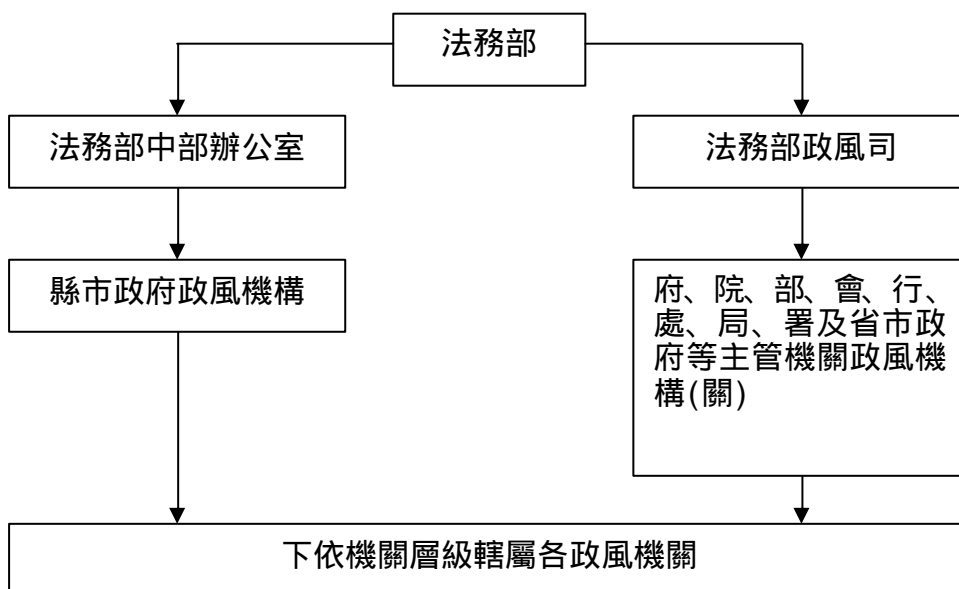 法務部
法務部中部辦公室
法務部政風司
縣市政府政風機構
府、院、部、會、行、
處、局、署及省市政
府等主管機關政風機
構(關)
下依機關層級轄屬各政風機關